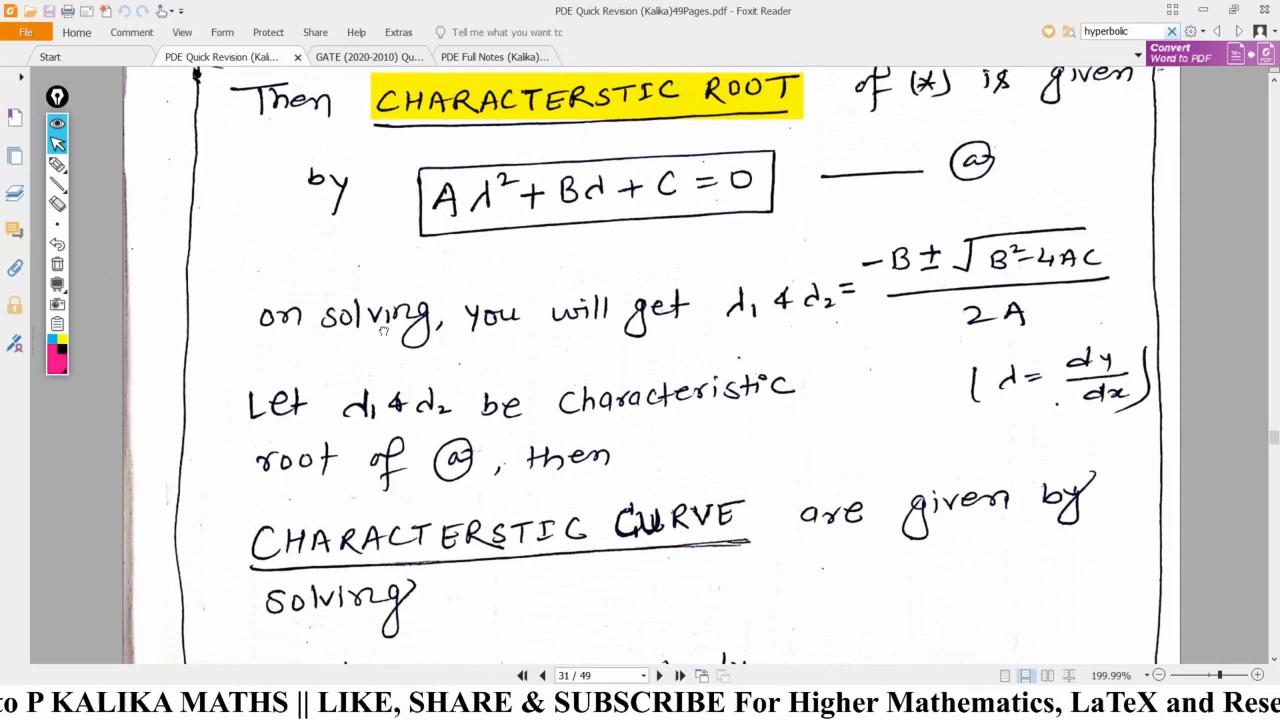 PDE Quick Revision (Kalika)49Pages.pdf - Foxit Reader
File Home Comment View Form Protect Share Help Extras Tell me what you want to hyperbolic
Start PDE Quick Revision (Kali... GATE (2020-2010) Qu... PDE Full Notes (Kalika)...
Convert
Word to PDF
Then CHARACTERSTIC ROOT of (*) is given
by Aλ² + Bλ + C = 0 —— ⓐ
on solving, you will get λ₁ & λ₂ = (-B ± √(B²-4AC))/(2A)
(λ = dy/dx)
Let λ₁ & λ₂ be characteristic
root of ⓐ, then
CHARACTERSTIC CURVE are given by
solving
31 / 49 199.99%
to P KALIKA MATHS || LIKE, SHARE & SUBSCRIBE For Higher Mathematics, LaTeX and Rese